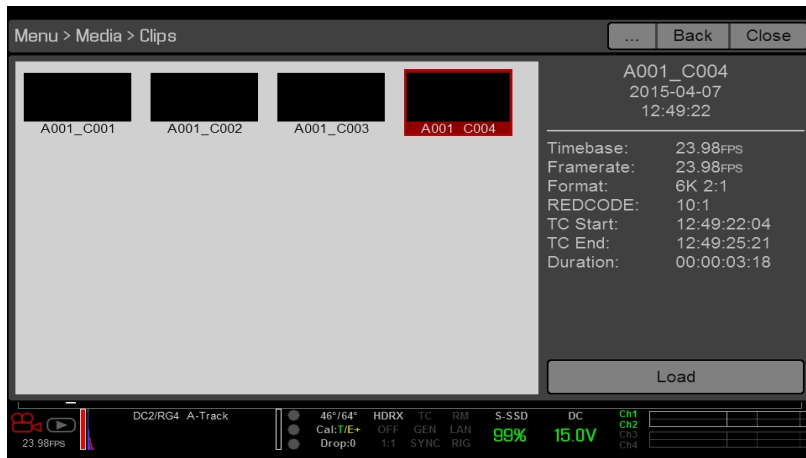 Menu > Media > Clips
... Back Close
A001_C001 A001_C002 A001_C003 A001_C004
A001_C004
2015-04-07
12:49:22
Timebase: 23.98FPS
Framerate: 23.98FPS
Format: 6K 2:1
REDCODE: 10:1
TC Start: 12:49:22:04
TC End: 12:49:25:21
Duration: 00:00:03:18
Load
DC2/RG4 A-Track 46°/64° HDRX TC RM S-SSD DC Ch1
Cal:T/E+ OFF GEN LAN 99% 15.0V Ch2
23.98FPS Drop:0 1:1 SYNC RIG Ch3
Ch4